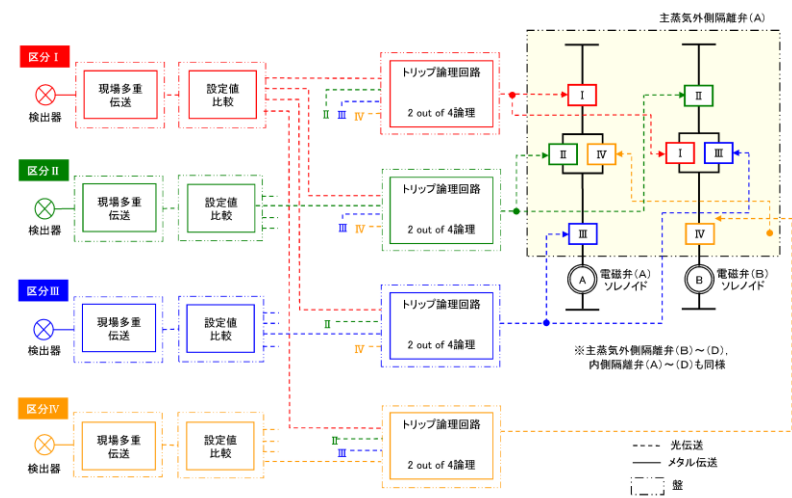 主蒸気外側隔離弁(A)
区分Ⅰ
検出器
現場多重
伝送
設定値
比較
Ⅱ
Ⅲ
Ⅳ
トリップ論理回路
2 out of 4論理
Ⅰ
Ⅱ
Ⅱ
Ⅳ
Ⅰ
Ⅲ
区分Ⅱ
検出器
現場多重
伝送
設定値
比較
Ⅲ
Ⅳ
トリップ論理回路
2 out of 4論理
Ⅲ
Ⅳ
A
電磁弁(A)
ソレノイド
B
電磁弁(B)
ソレノイド
区分Ⅲ
検出器
現場多重
伝送
設定値
比較
Ⅱ
Ⅳ
トリップ論理回路
2 out of 4論理
※主蒸気外側隔離弁(B)~(D),
内側隔離弁(A)~(D)も同様
区分Ⅳ
検出器
現場多重
伝送
設定値
比較
Ⅱ
Ⅲ
トリップ論理回路
2 out of 4論理
光伝送
メタル伝送
盤